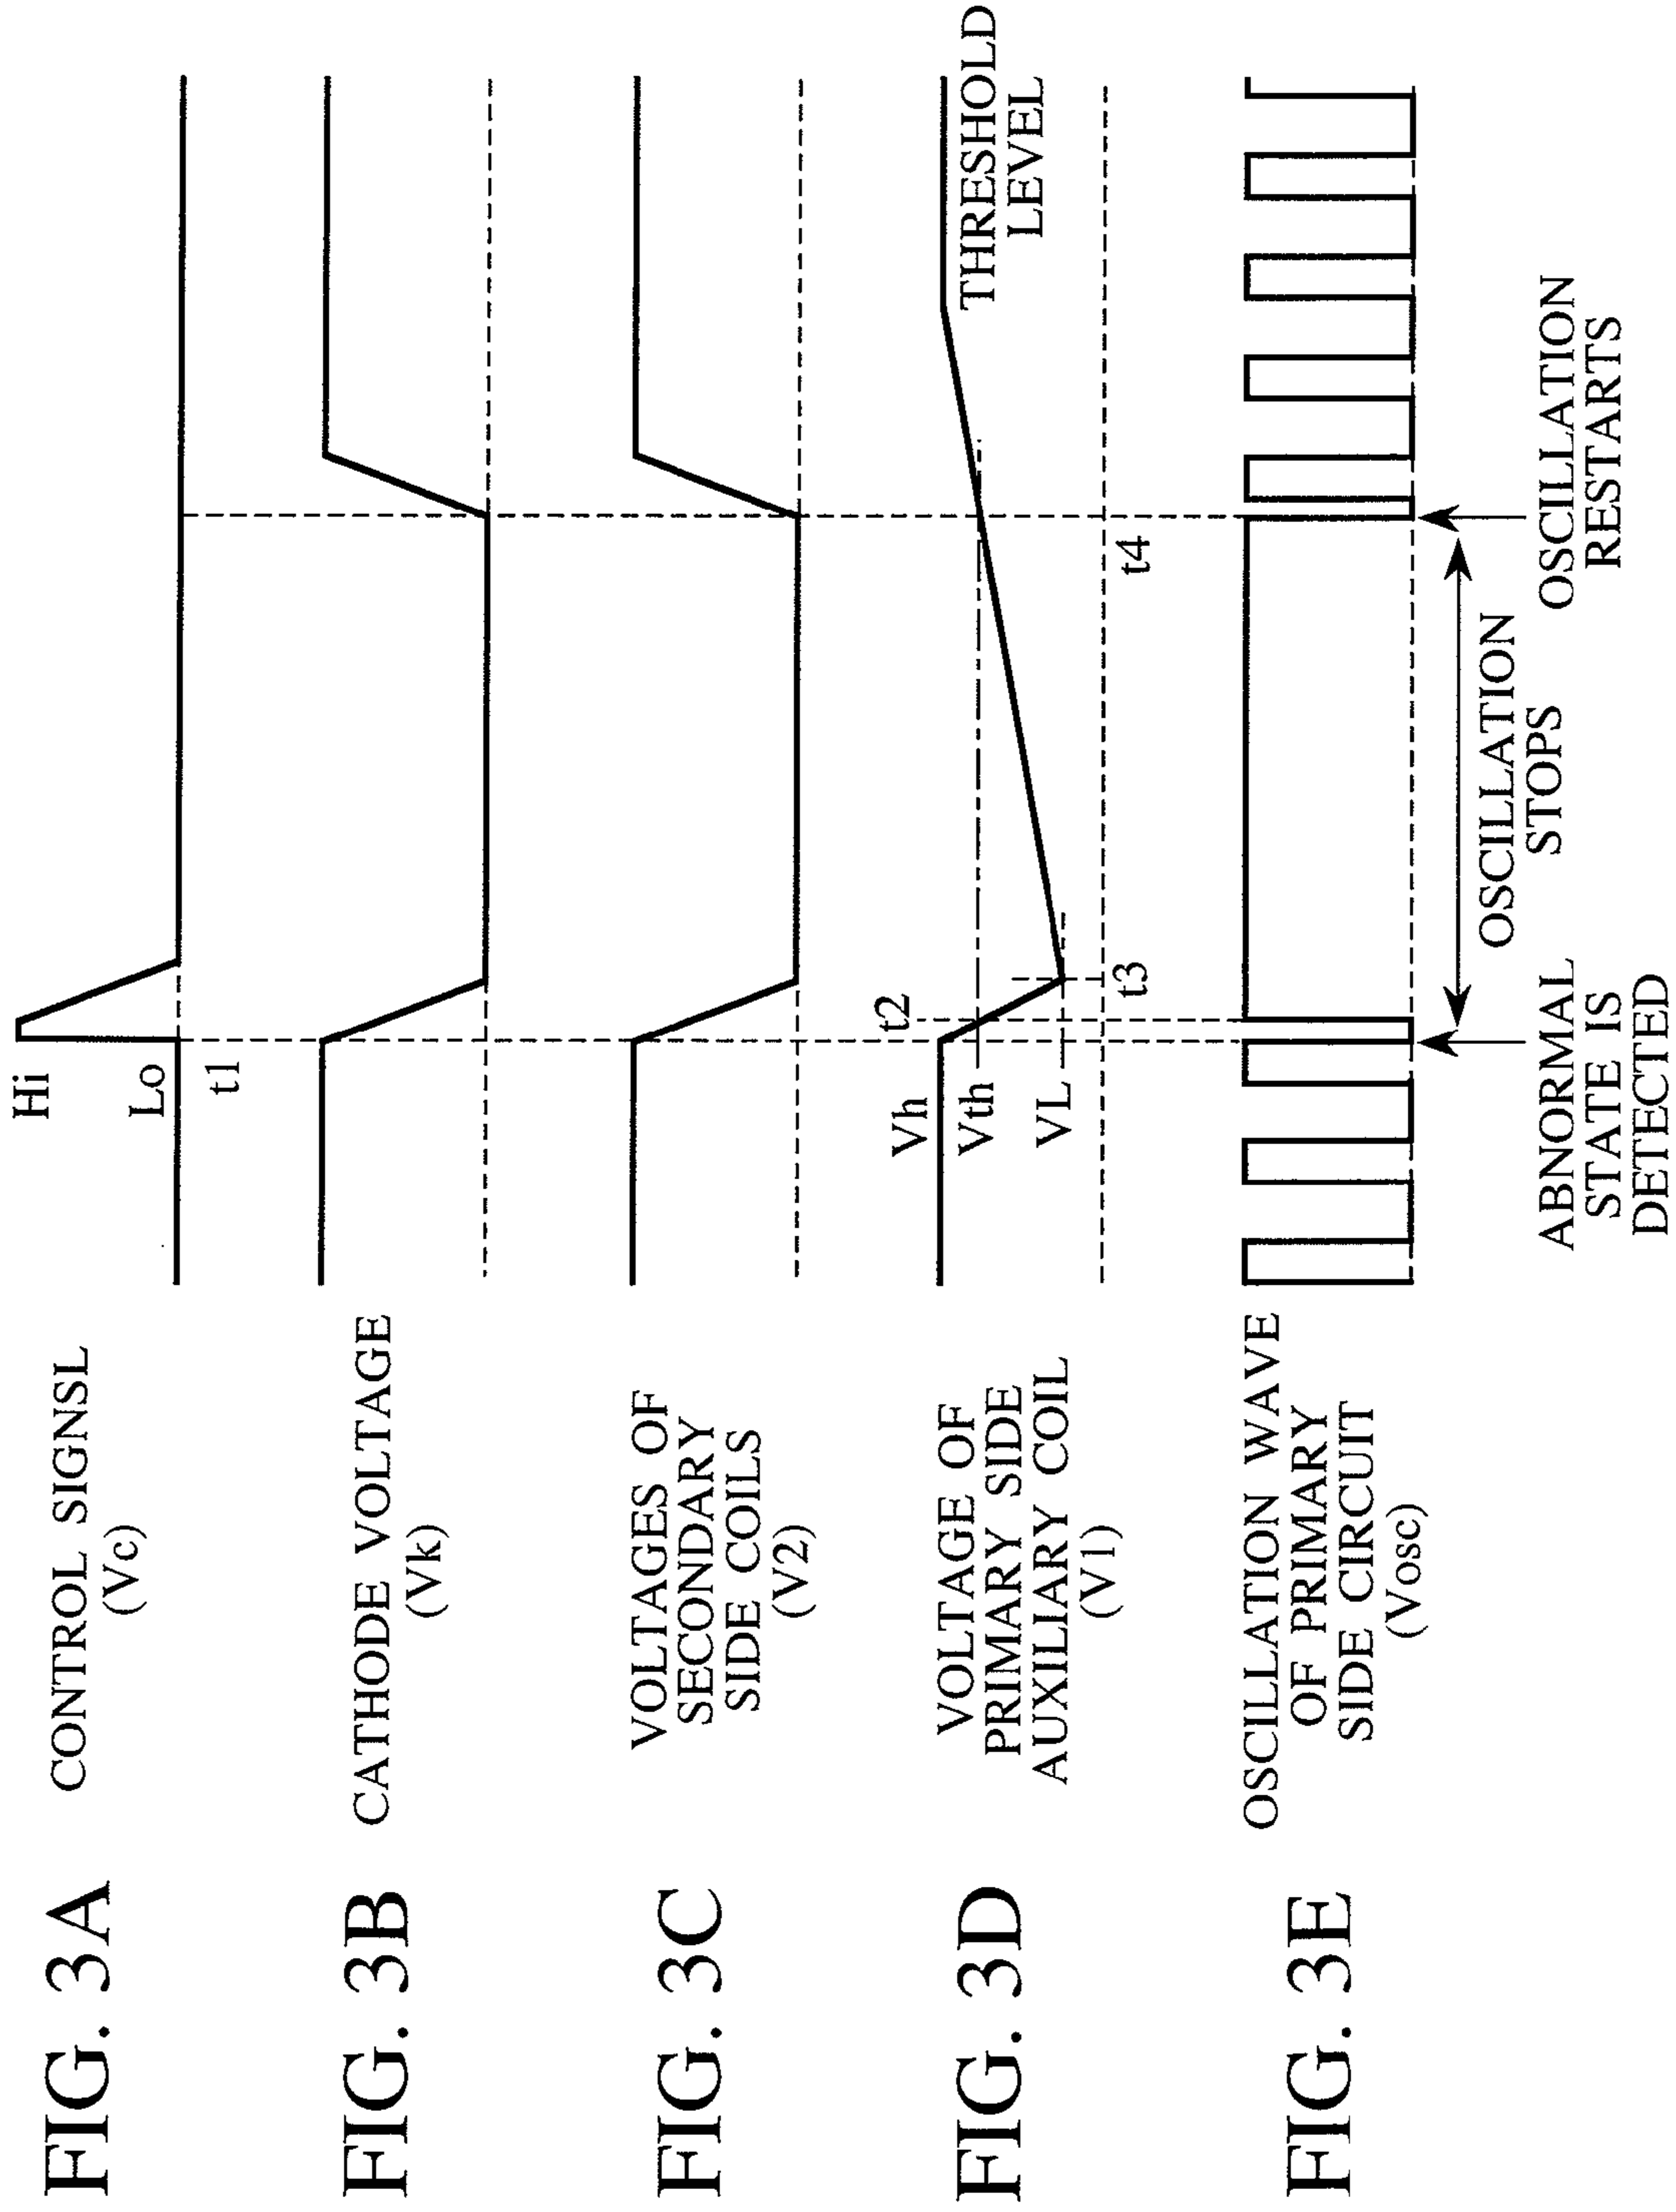 FIG. 3A
CONTROL SIGNSL
(Vc)
Hi
Lo
t1
FIG. 3B
CATHODE VOLTAGE
(Vk)
FIG. 3C
VOLTAGES OF
SECONDARY
SIDE COILS
(V2)
FIG. 3D
VOLTAGE OF
PRIMARY SIDE
AUXILIARY COIL
(V1)
Vh
Vth
VL
t2
t3
t4
THRESHOLD
LEVEL
FIG. 3E
OSCILLATION WAVE
OF PRIMARY
SIDE CIRCUIT
(Vosc)
ABNORMAL
STATE IS
DETECTED
OSCILLATION
STOPS
OSCILLATION
RESTARTS